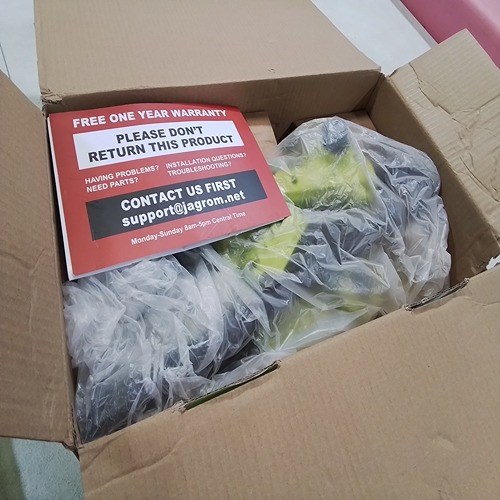 FREE ONE YEAR WARRANTY
PLEASE DON'T
RETURN THIS PRODUCT
HAVING PROBLEMS? INSTALLATION QUESTIONS?
NEED PARTS? TROUBLESHOOTING?
CONTACT US FIRST
support@jagrom.net
Monday-Sunday 8am-5pm Central Time